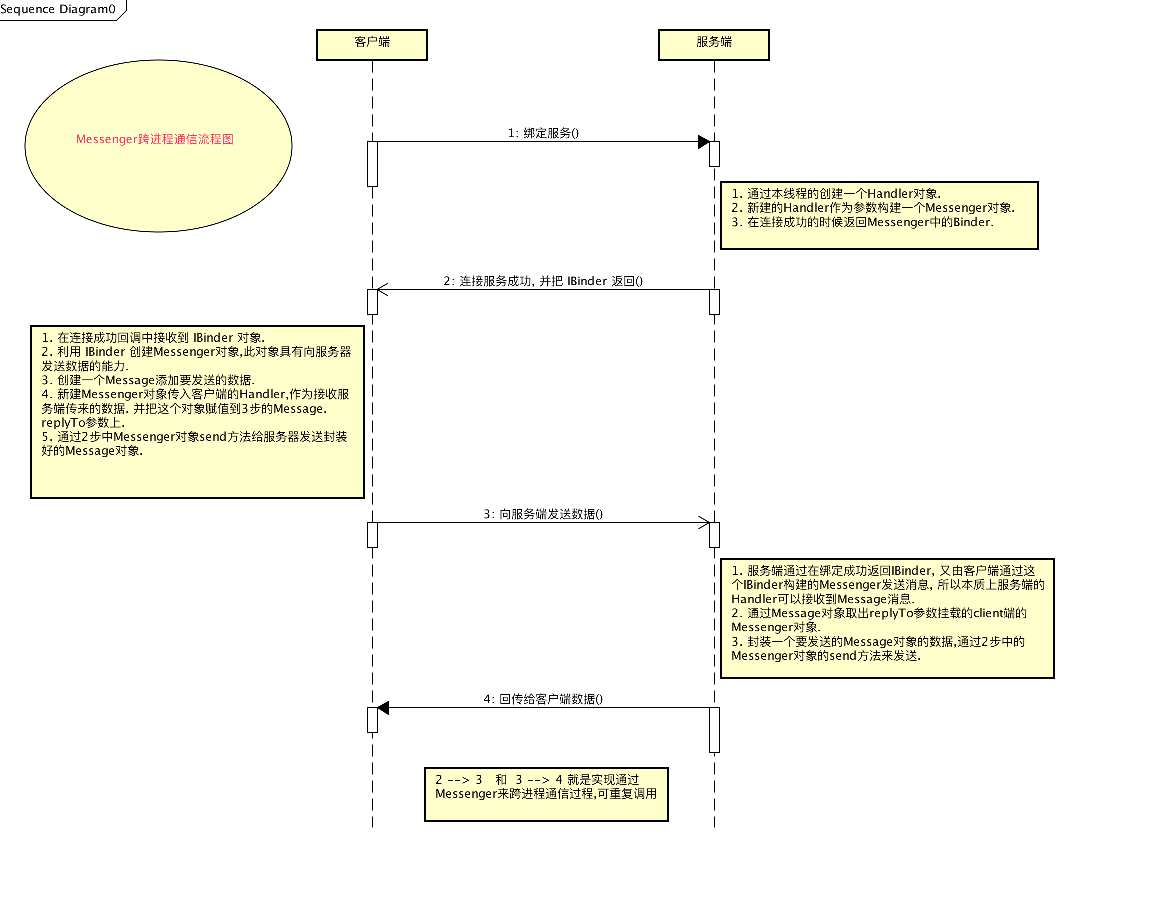 Sequence Diagram0
客户端
服务端
Messenger跨进程通信流程图
1: 绑定服务()
1. 通过本线程的创建一个Handler对象.
2. 新建的Handler作为参数构建一个Messenger对象.
3. 在连接成功的时候返回Messenger中的Binder.
2: 连接服务成功, 并把 IBinder 返回()
1. 在连接成功回调中接收到 IBinder 对象.
2. 利用 IBinder 创建Messenger对象,此对象具有向服务器
发送数据的能力.
3. 创建一个Message添加要发送的数据.
4. 新建Messenger对象传入客户端的Handler,作为接收服
务端传来的数据. 并把这个对象赋值到3步的Message.
replyTo参数上.
5. 通过2步中Messenger对象send方法给服务器发送封装
好的Message对象.
3: 向服务端发送数据()
1. 服务端通过在绑定成功返回IBinder, 又由客户端通过这
个IBinder构建的Messenger发送消息, 所以本质上服务端的
Handler可以接收到Message消息.
2. 通过Message对象取出replyTo参数挂载的client端的
Messenger对象.
3. 封装一个要发送的Message对象的数据,通过2步中的
Messenger对象的send方法来发送.
4: 回传给客户端数据()
2 --> 3 和 3 --> 4 就是实现通过
Messenger来跨进程通信过程,可重复调用